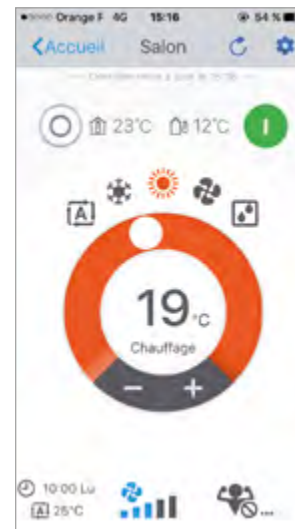 Orange F 4G 15:16 54 %
Accueil Salon
23°C 12°C
A
19°C
Chauffage
− +
10:00 Lu
A 25°C ...